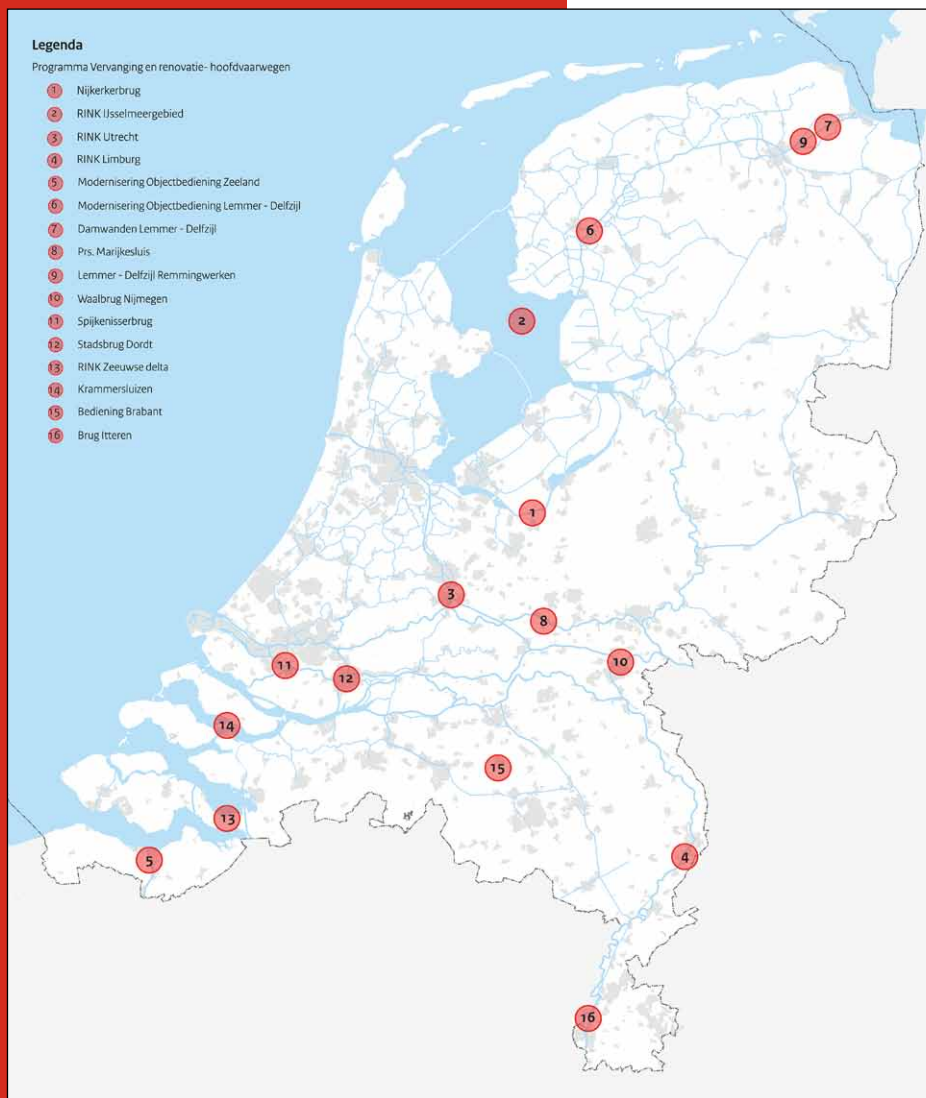 Legenda
Programma Vervanging en renovatie- hoofdvaarwegen
1 Nijkerkerbrug
2 RINK IJsselmeergebied
3 RINK Utrecht
4 RINK Limburg
5 Modernisering Objectbediening Zeeland
6 Modernisering Objectbediening Lemmer - Delfzijl
7 Damwanden Lemmer - Delfzijl
8 Prs. Marijkesluis
9 Lemmer - Delfzijl Remmingwerken
10 Waalbrug Nijmegen
11 Spijkenisserbrug
12 Stadsbrug Dordt
13 RINK Zeeuwse delta
14 Krammersluizen
15 Bediening Brabant
16 Brug Itteren
7
9
6
2
1
3
8
10
11
12
14
15
13
4
5
16